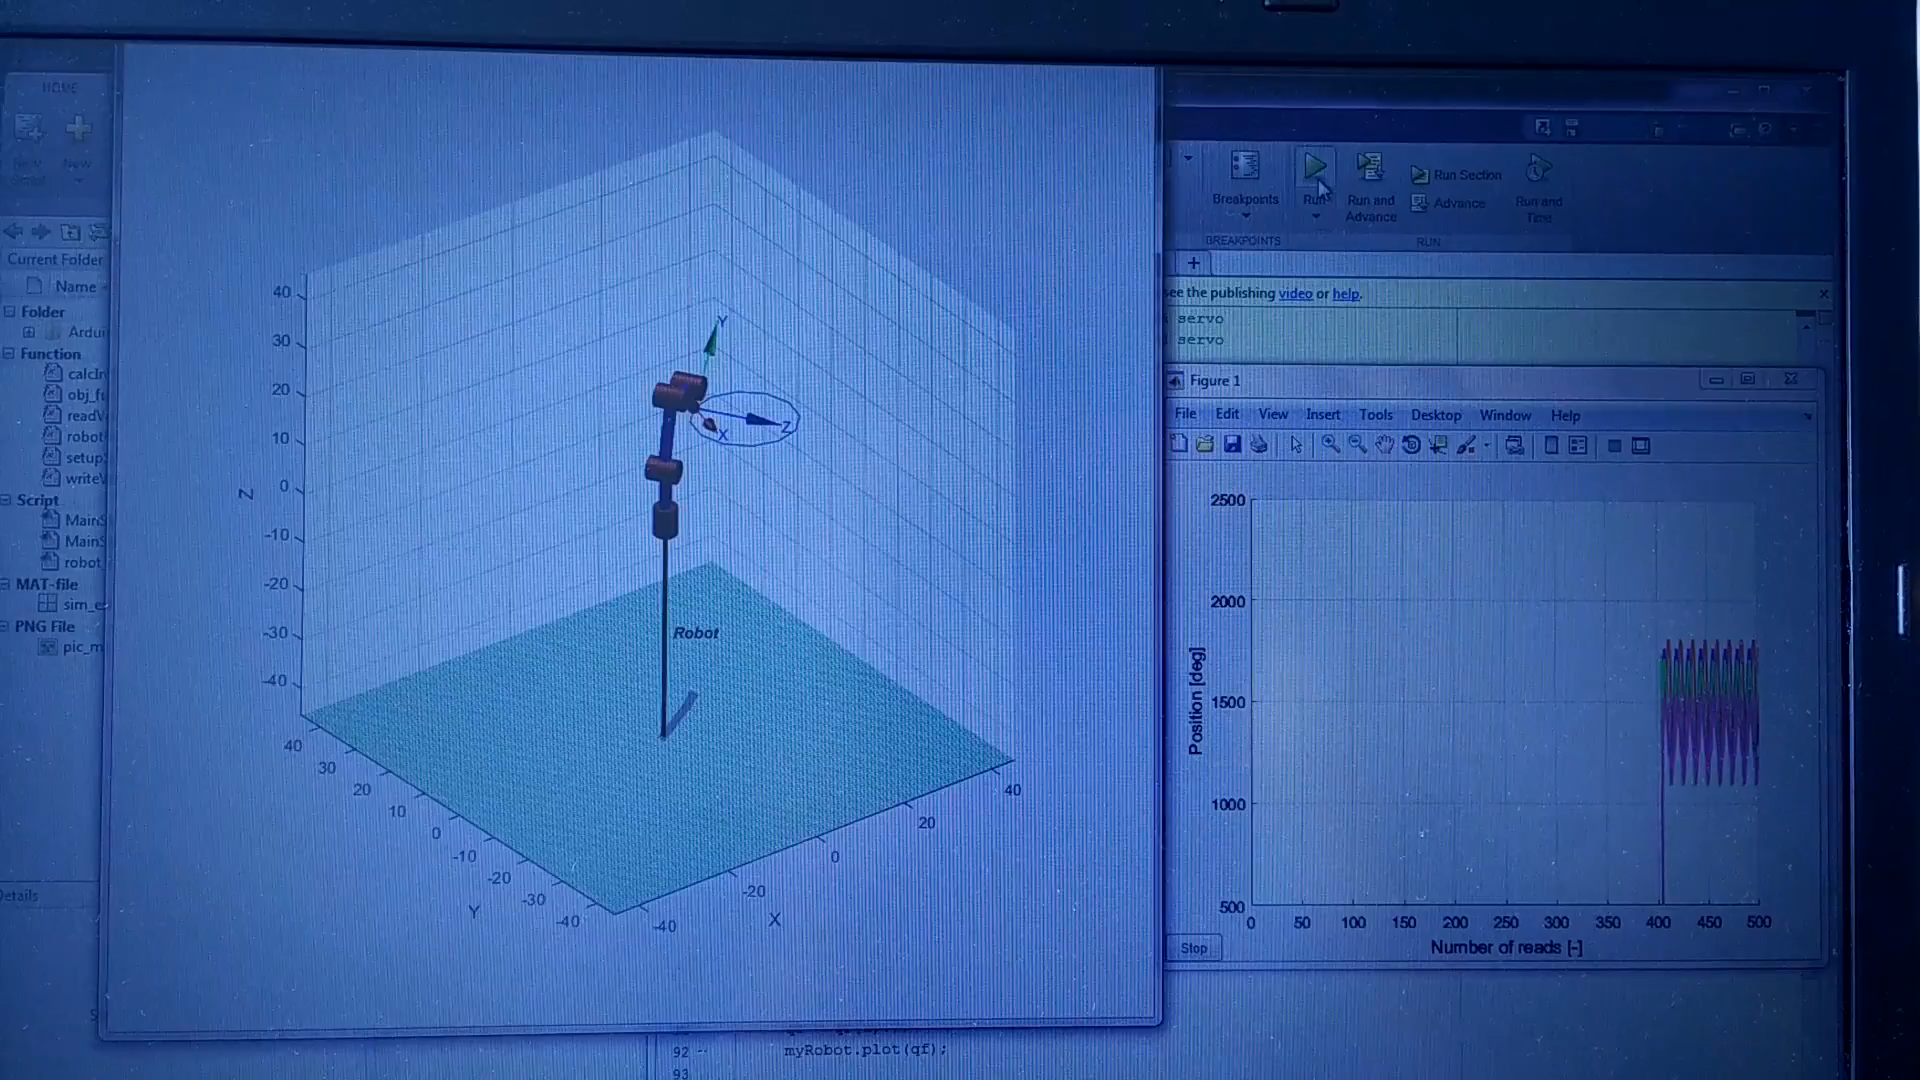 HOME
New
New
Current Folder
Name
Folder
Ardui
Function
calcIn
obj_fu
readV
robot
setup
writeV
Script
MainS
MainS
robot_
MAT-file
sim_e
PNG File
pic_m
Details
40
30
20
10
0
-10
-20
-30
-40
Z
Y
X
Z
Robot
40
30
20
10
0
-10
-20
-30
-40
Y
-40
-20
0
20
40
X
Breakpoints
Run
Run and
Advance
Run Section
Advance
Run and
Time
BREAKPOINTS
RUN
+
see the publishing video or help.
servo
servo
Figure 1
File Edit View Insert Tools Desktop Window Help
2500
2000
1500
1000
500
Position [deg]
0 50 100 150 200 250 300 350 400 450 500
Number of reads [-]
Stop
92 myRobot.plot(qf);
93